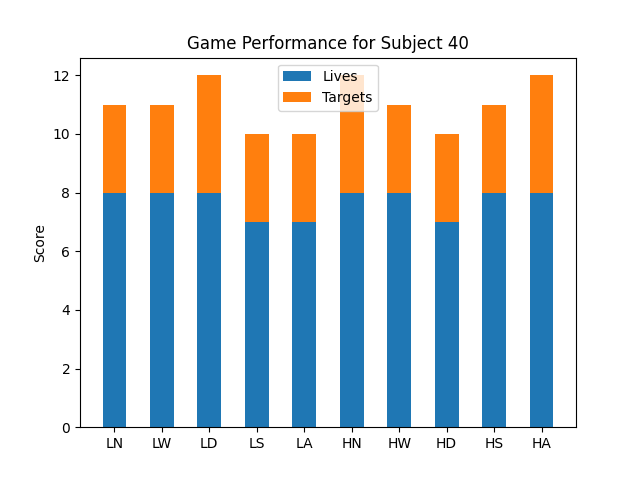 Game Performance for Subject 40
Lives
Targets
Score
12
10
8
6
4
2
0
LN LW LD LS LA HN HW HD HS HA